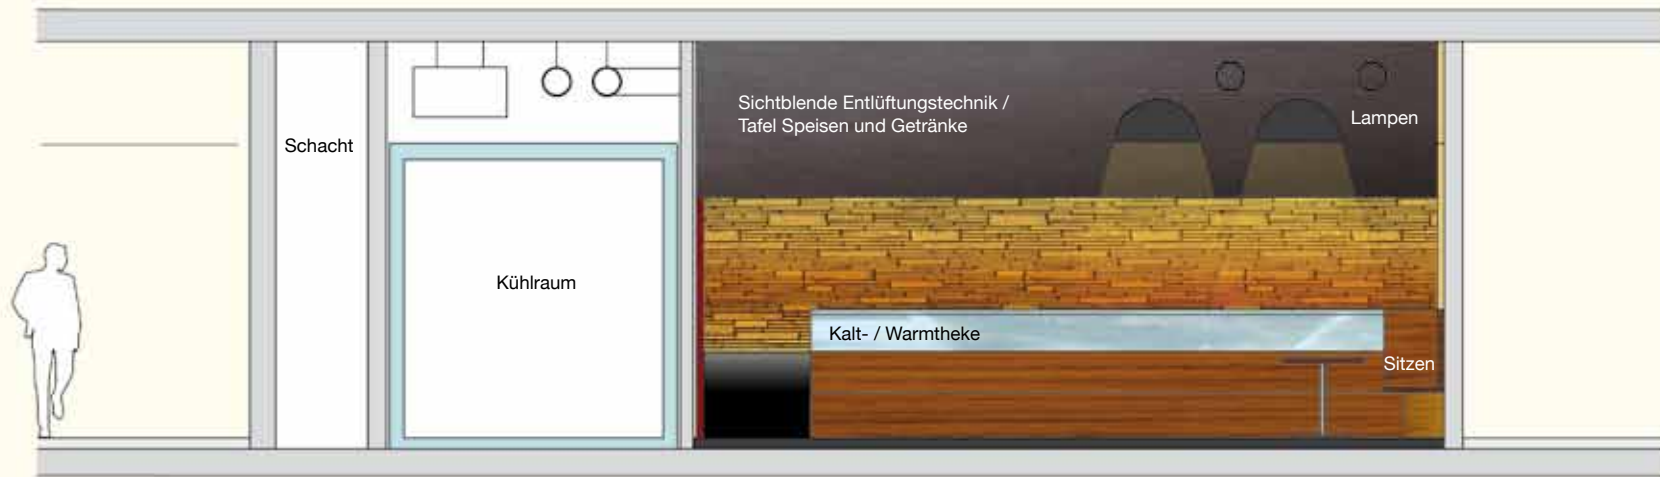 Sichtblende Entlüftungstechnik /
Tafel Speisen und Getränke
Lampen
Schacht
Kühlraum
Kalt- / Warmtheke
Sitzen